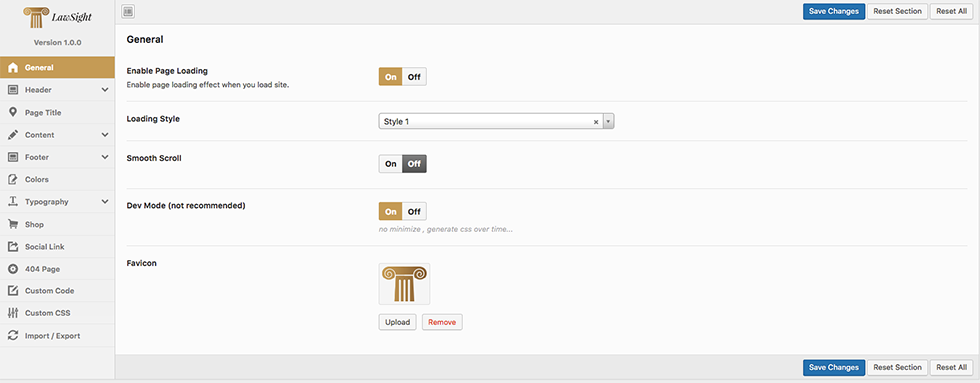 LawSight
Version 1.0.0
General
Header
Page Title
Content
Footer
Colors
Typography
Shop
Social Link
404 Page
Custom Code
Custom CSS
Import / Export
Save Changes Reset Section Reset All
General
Enable Page Loading
Enable page loading effect when you load site.
On Off
Loading Style
Style 1 ×
Smooth Scroll
On Off
Dev Mode (not recommended)
On Off
no minimize , generate css over time...
Favicon
Upload Remove
Save Changes Reset Section Reset All